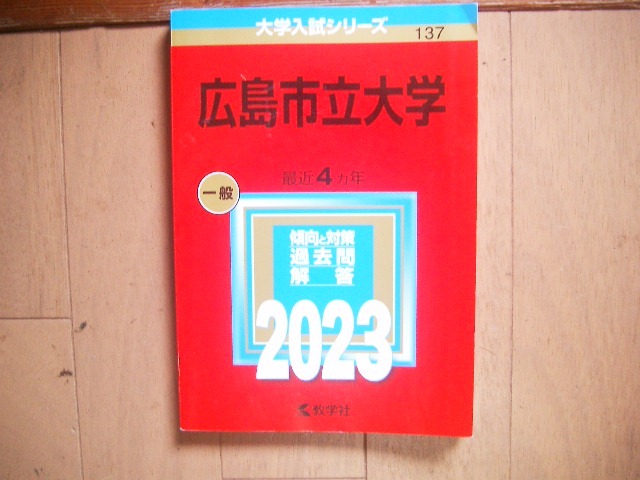 大学入試シリーズ
137
広島市立大学
最近4カ年
一般
傾向と対策
過去問
解答
2023
教学社